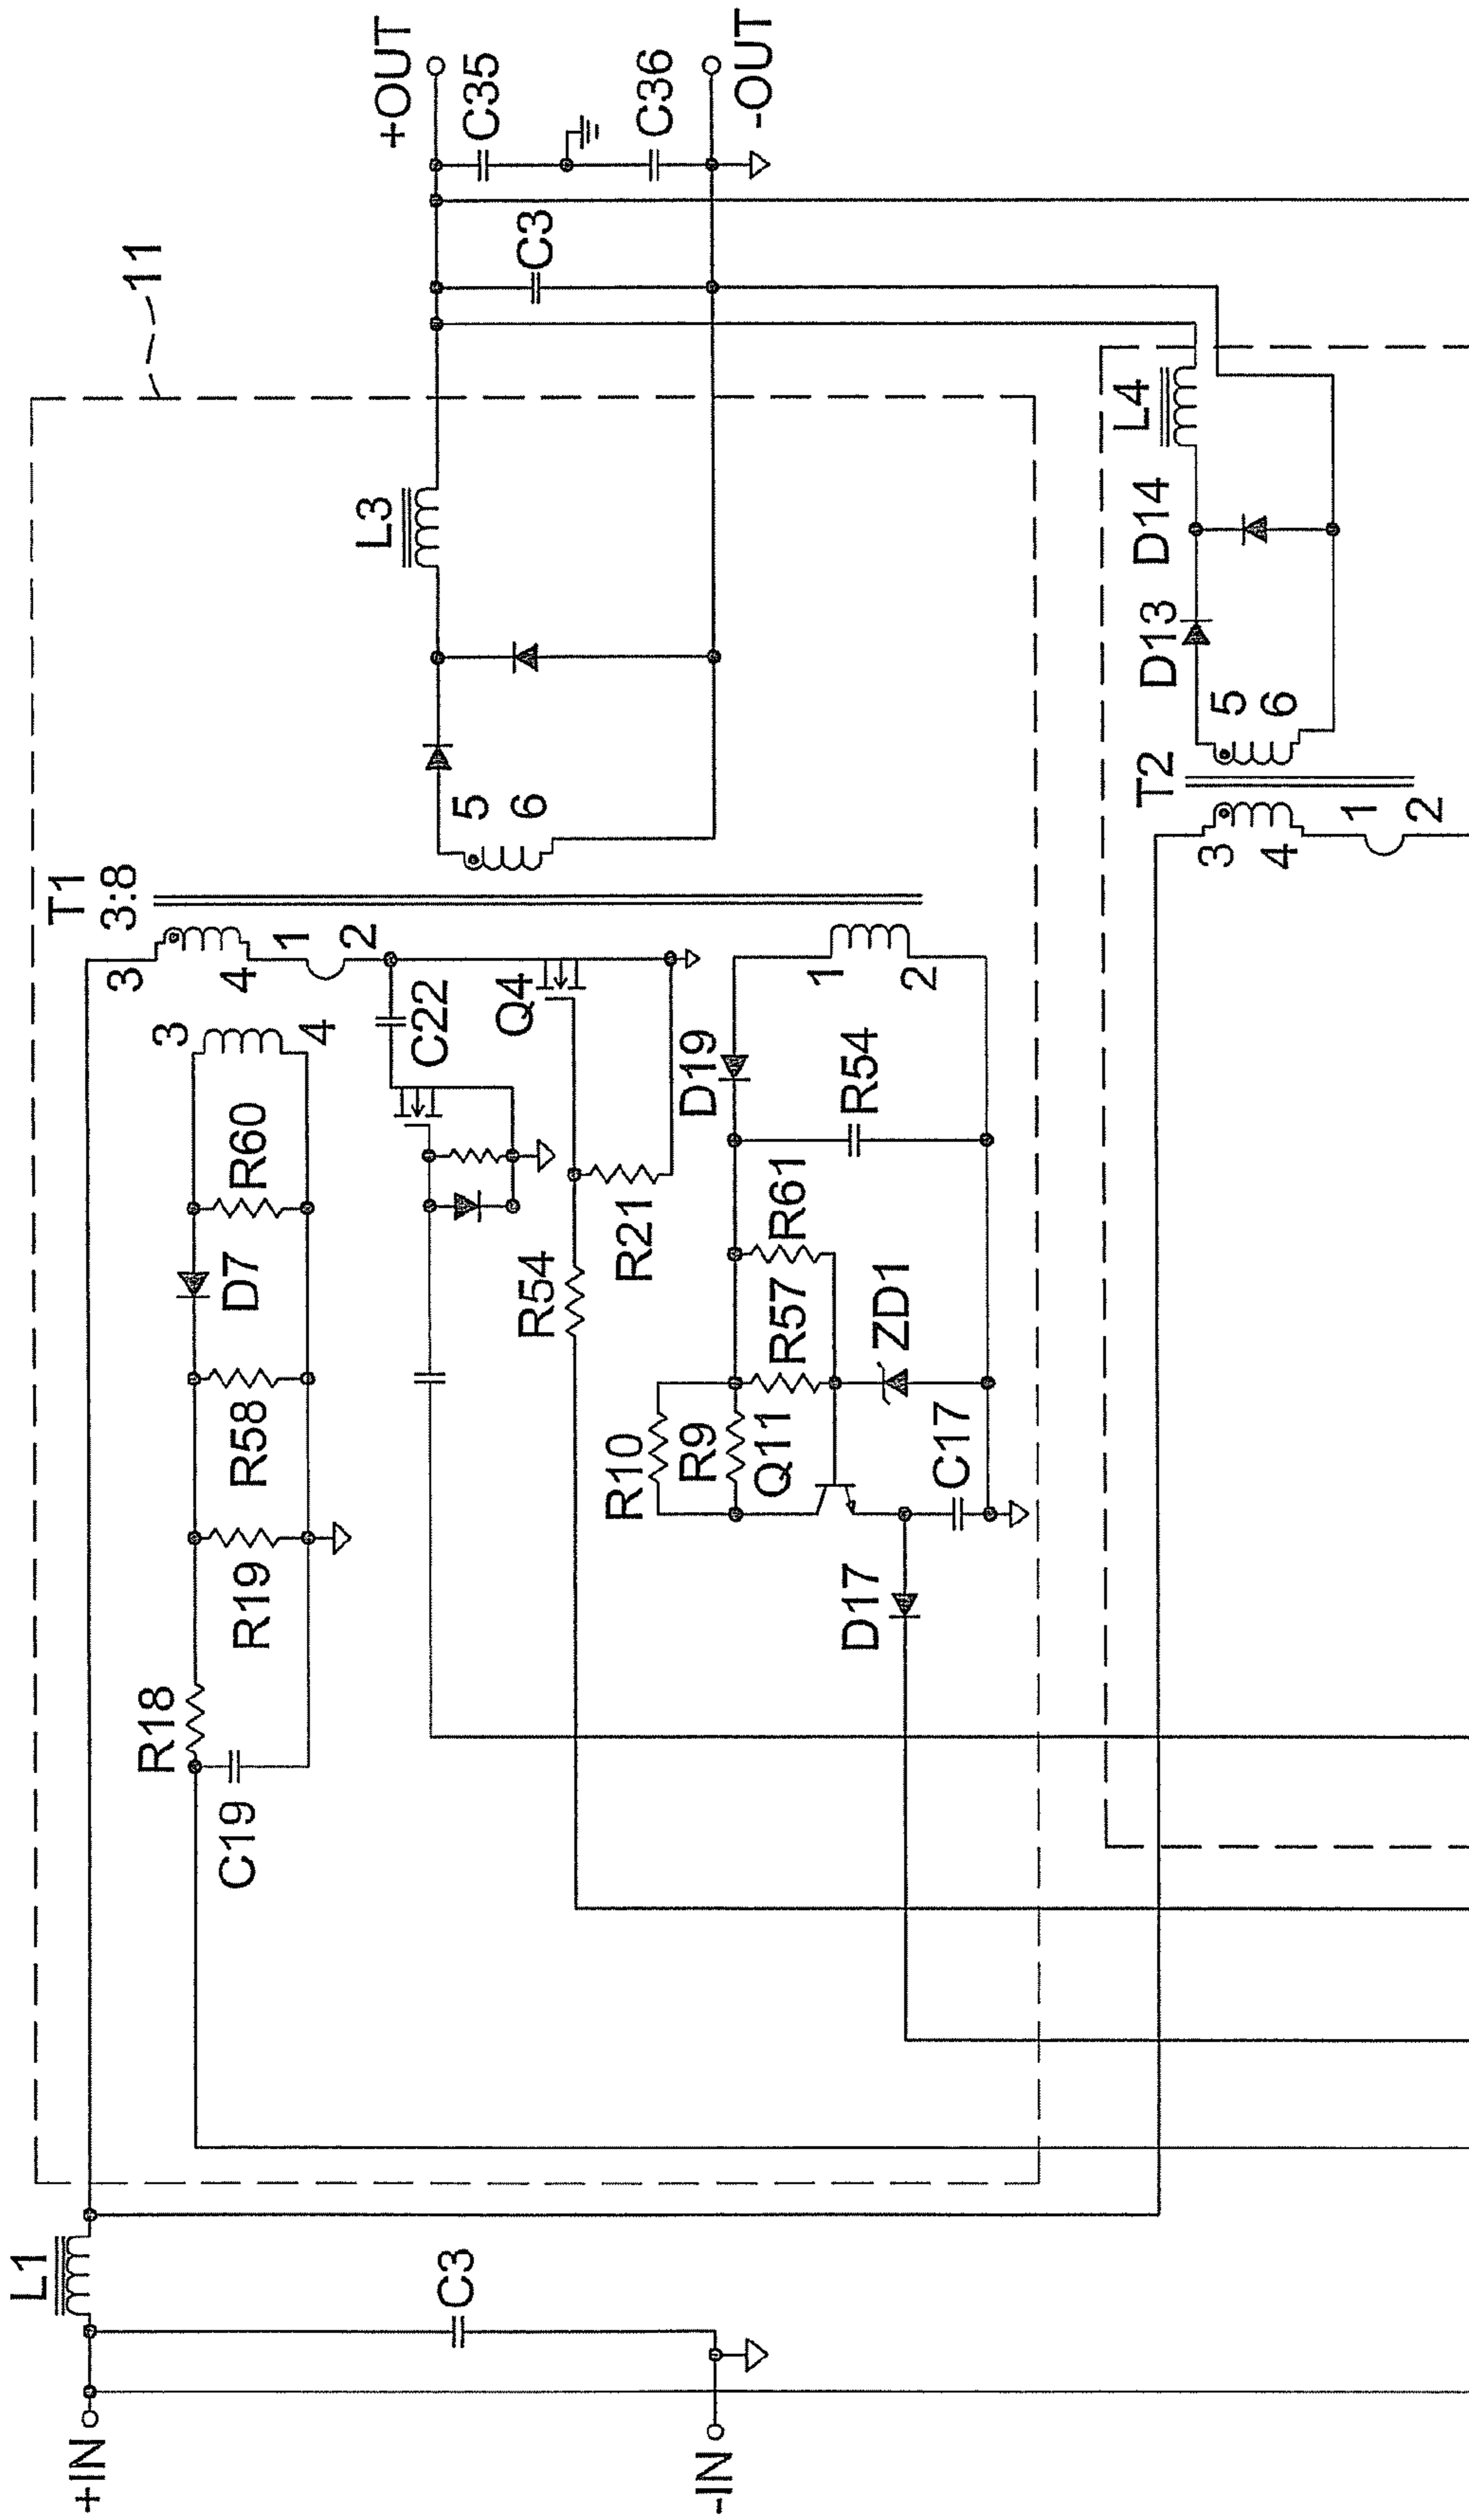 11
T1
3:8
L1
+IN
-IN
C3
R18
C19
R19
R58
D7
R60
3
4
3
4
1
2
C22
Q4
R54
R21
5
6
L3
C3
+OUT
C35
C36
-OUT
R10
R9
Q11
R57
R61
D19
R54
1
2
ZD1
C17
D17
T2
3
4
1
2
5
6
D13
D14
L4